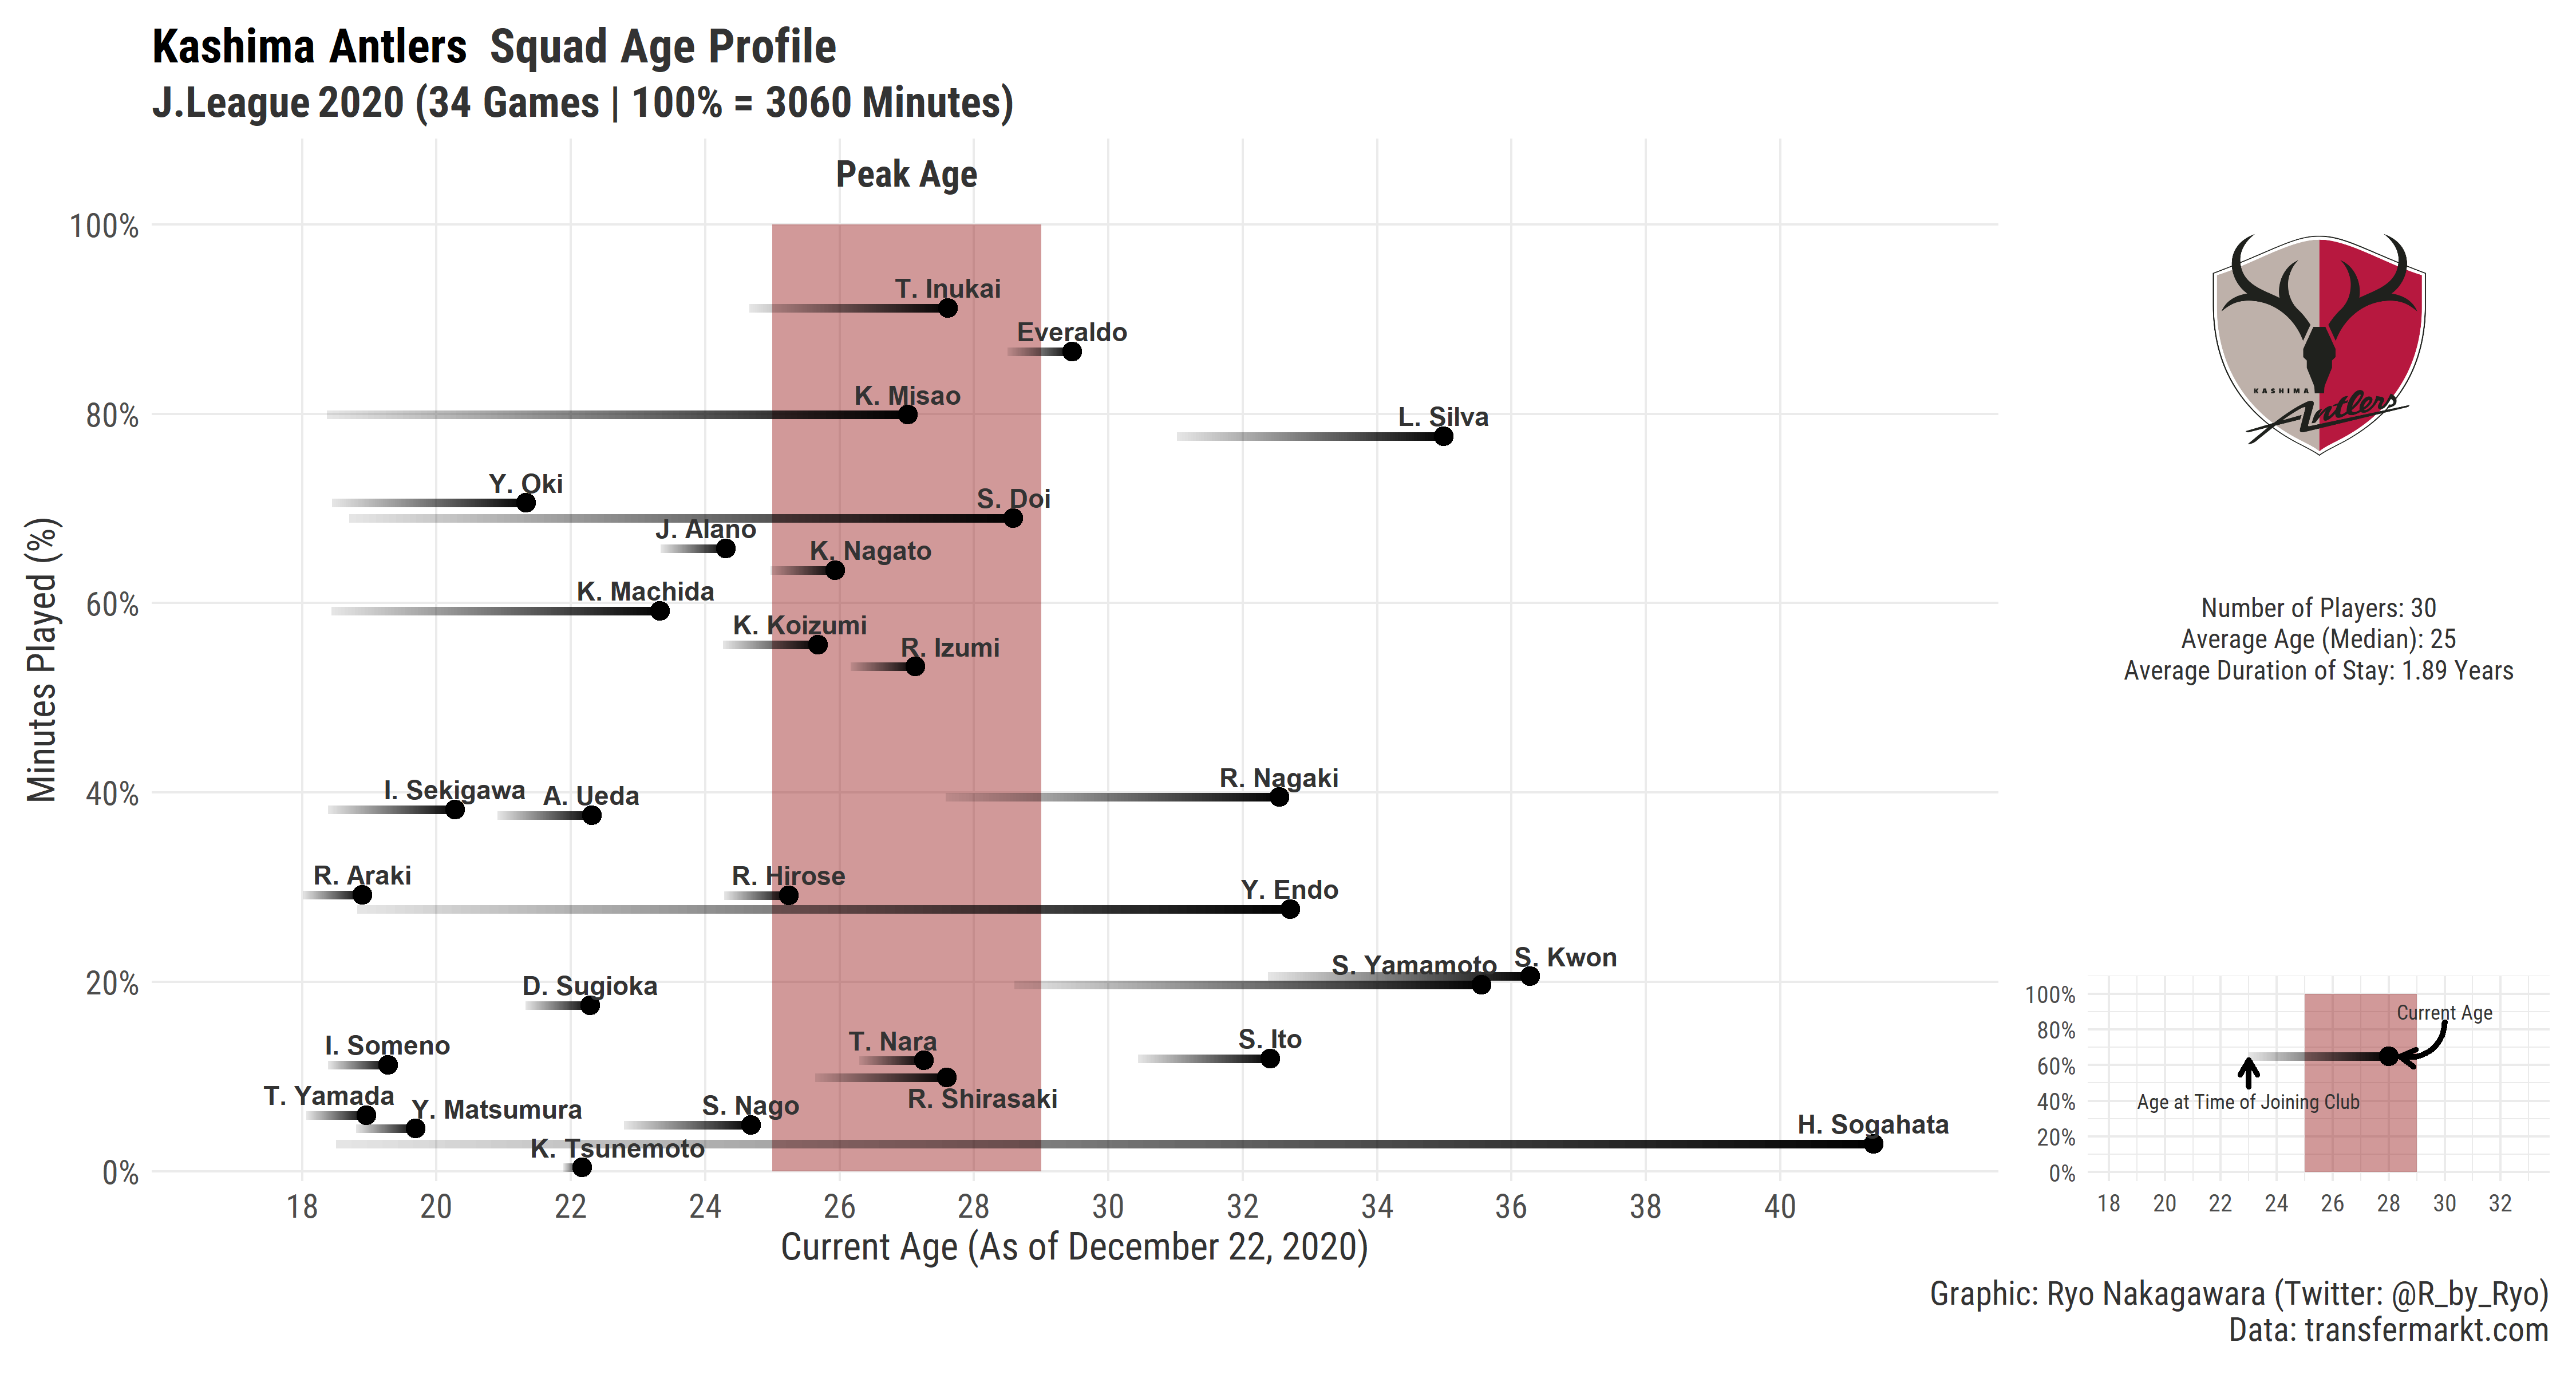 Kashima Antlers Squad Age Profile
J.League 2020 (34 Games | 100% = 3060 Minutes)
Peak Age
Minutes Played (%)
100%
80%
60%
40%
20%
0%
T. Inukai
Everaldo
K. Misao
L. Silva
Y. Oki
S. Doi
J. Alano
K. Nagato
K. Machida
K. Koizumi
R. Izumi
R. Nagaki
I. Sekigawa
A. Ueda
R. Araki
R. Hirose
Y. Endo
S. Kwon
S. Yamamoto
D. Sugioka
I. Someno
T. Nara
S. Ito
R. Shirasaki
T. Yamada
Y. Matsumura
S. Nago
H. Sogahata
K. Tsunemoto
18 20 22 24 26 28 30 32 34 36 38 40
Current Age (As of December 22, 2020)
KASHIMA
Antlers
Number of Players: 30
Average Age (Median): 25
Average Duration of Stay: 1.89 Years
100%
80%
60%
40%
20%
0%
Current Age
Age at Time of Joining Club
18 20 22 24 26 28 30 32
Graphic: Ryo Nakagawara (Twitter: @R_by_Ryo)
Data: transfermarkt.com